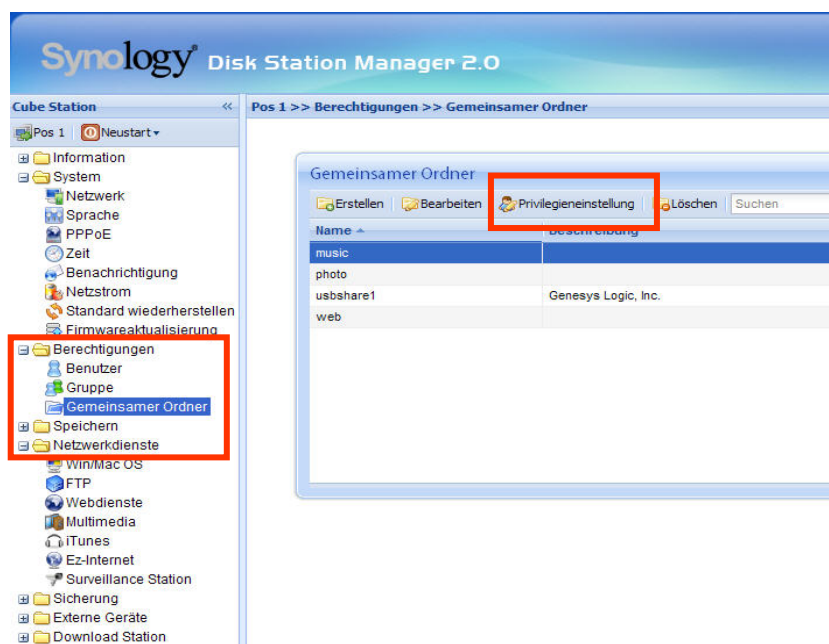 Synology Disk Station Manager 2.0
Cube Station «
Pos 1 >> Berechtigungen >> Gemeinsamer Ordner
Pos 1 Neustart
Information
System
Netzwerk
Sprache
PPPoE
Zeit
Benachrichtigung
Netzstrom
Standard wiederherstellen
Firmwareaktualisierung
Berechtigungen
Benutzer
Gruppe
Gemeinsamer Ordner
Speichern
Netzwerkdienste
Win/Mac OS
FTP
Webdienste
Multimedia
iTunes
Ez-Internet
Surveillance Station
Sicherung
Externe Geräte
Download Station
Gemeinsamer Ordner
Erstellen Bearbeiten Privilegieneinstellung Löschen Suchen
Name Beschreibung
music
photo
usbshare1 Genesys Logic, Inc.
web